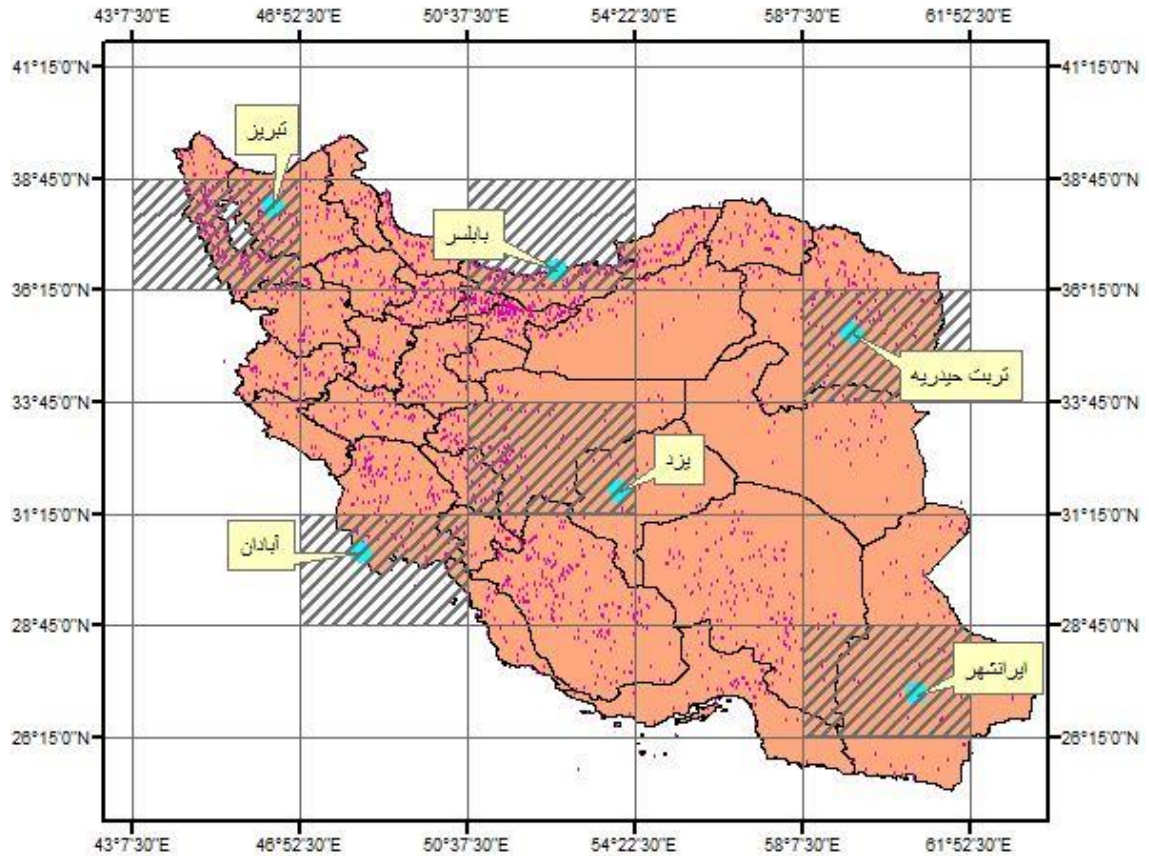 43°7'30"E 46°52'30"E 50°37'30"E 54°22'30"E 58°7'30"E 61°52'30"E
41°15'0"N 41°15'0"N
تبریز
38°45'0"N 38°45'0"N
بابلسر
36°15'0"N 36°15'0"N
تربت حیدریه
33°45'0"N 33°45'0"N
یزد
31°15'0"N 31°15'0"N
آبادان
28°45'0"N 28°45'0"N
ایرانشهر
26°15'0"N 26°15'0"N
43°7'30"E 46°52'30"E 50°37'30"E 54°22'30"E 58°7'30"E 61°52'30"E